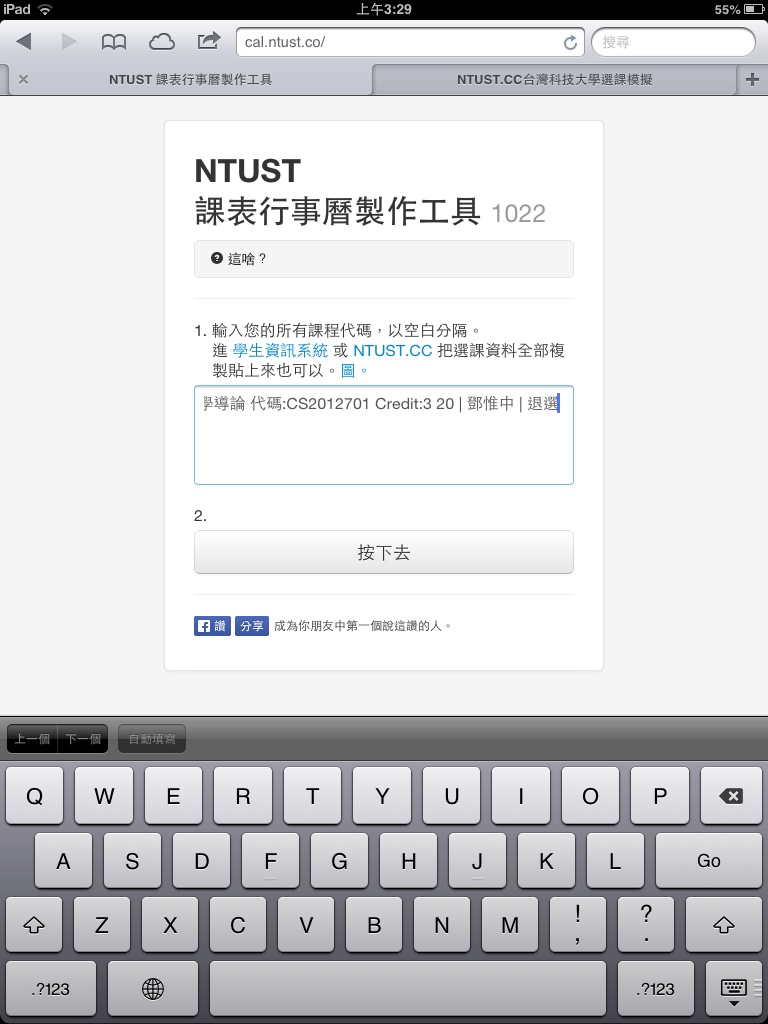 iPad 上午3:29 55%
cal.ntust.co/ 搜尋
NTUST 課表行事曆製作工具 NTUST.CC台灣科技大學選課模擬
NTUST
課表行事曆製作工具 1022
這啥？
1. 輸入您的所有課程代碼，以空白分隔。
進 學生資訊系統 或 NTUST.CC 把選課資料全部複
製貼上來也可以。圖。
學導論 代碼:CS2012701 Credit:3 20 | 鄧惟中 | 退選
2.
按下去
讚 分享 成為你朋友中第一個說這讚的人。
上一個 下一個 自動填寫
Q W E R T Y U I O P
A S D F G H J K L Go
Z X C V B N M ! , ? .
.?123 .?123